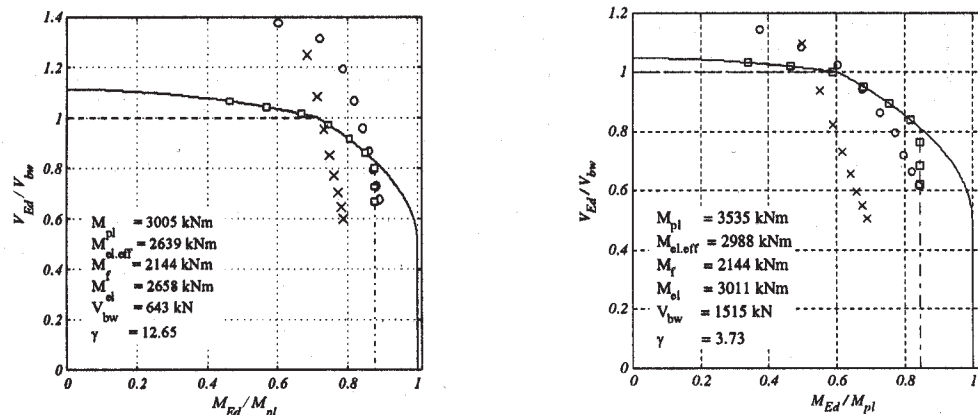 1.4
1.2
1
0.8
0.6
0.4
0.2
0
V_Ed / V_bw
M_pl = 3005 kNm
M_el.eff = 2639 kNm
M_f = 2144 kNm
M_el = 2658 kNm
V_bw = 643 kN
γ = 12.65
0 0.2 0.4 0.6 0.8 1
M_Ed / M_pl
1.2
1
0.8
0.6
0.4
0.2
0
V_Ed / V_bw
M_pl = 3535 kNm
M_el.eff = 2988 kNm
M_f = 2144 kNm
M_el = 3011 kNm
V_bw = 1515 kN
γ = 3.73
0 0.2 0.4 0.6 0.8 1
M_Ed / M_pl